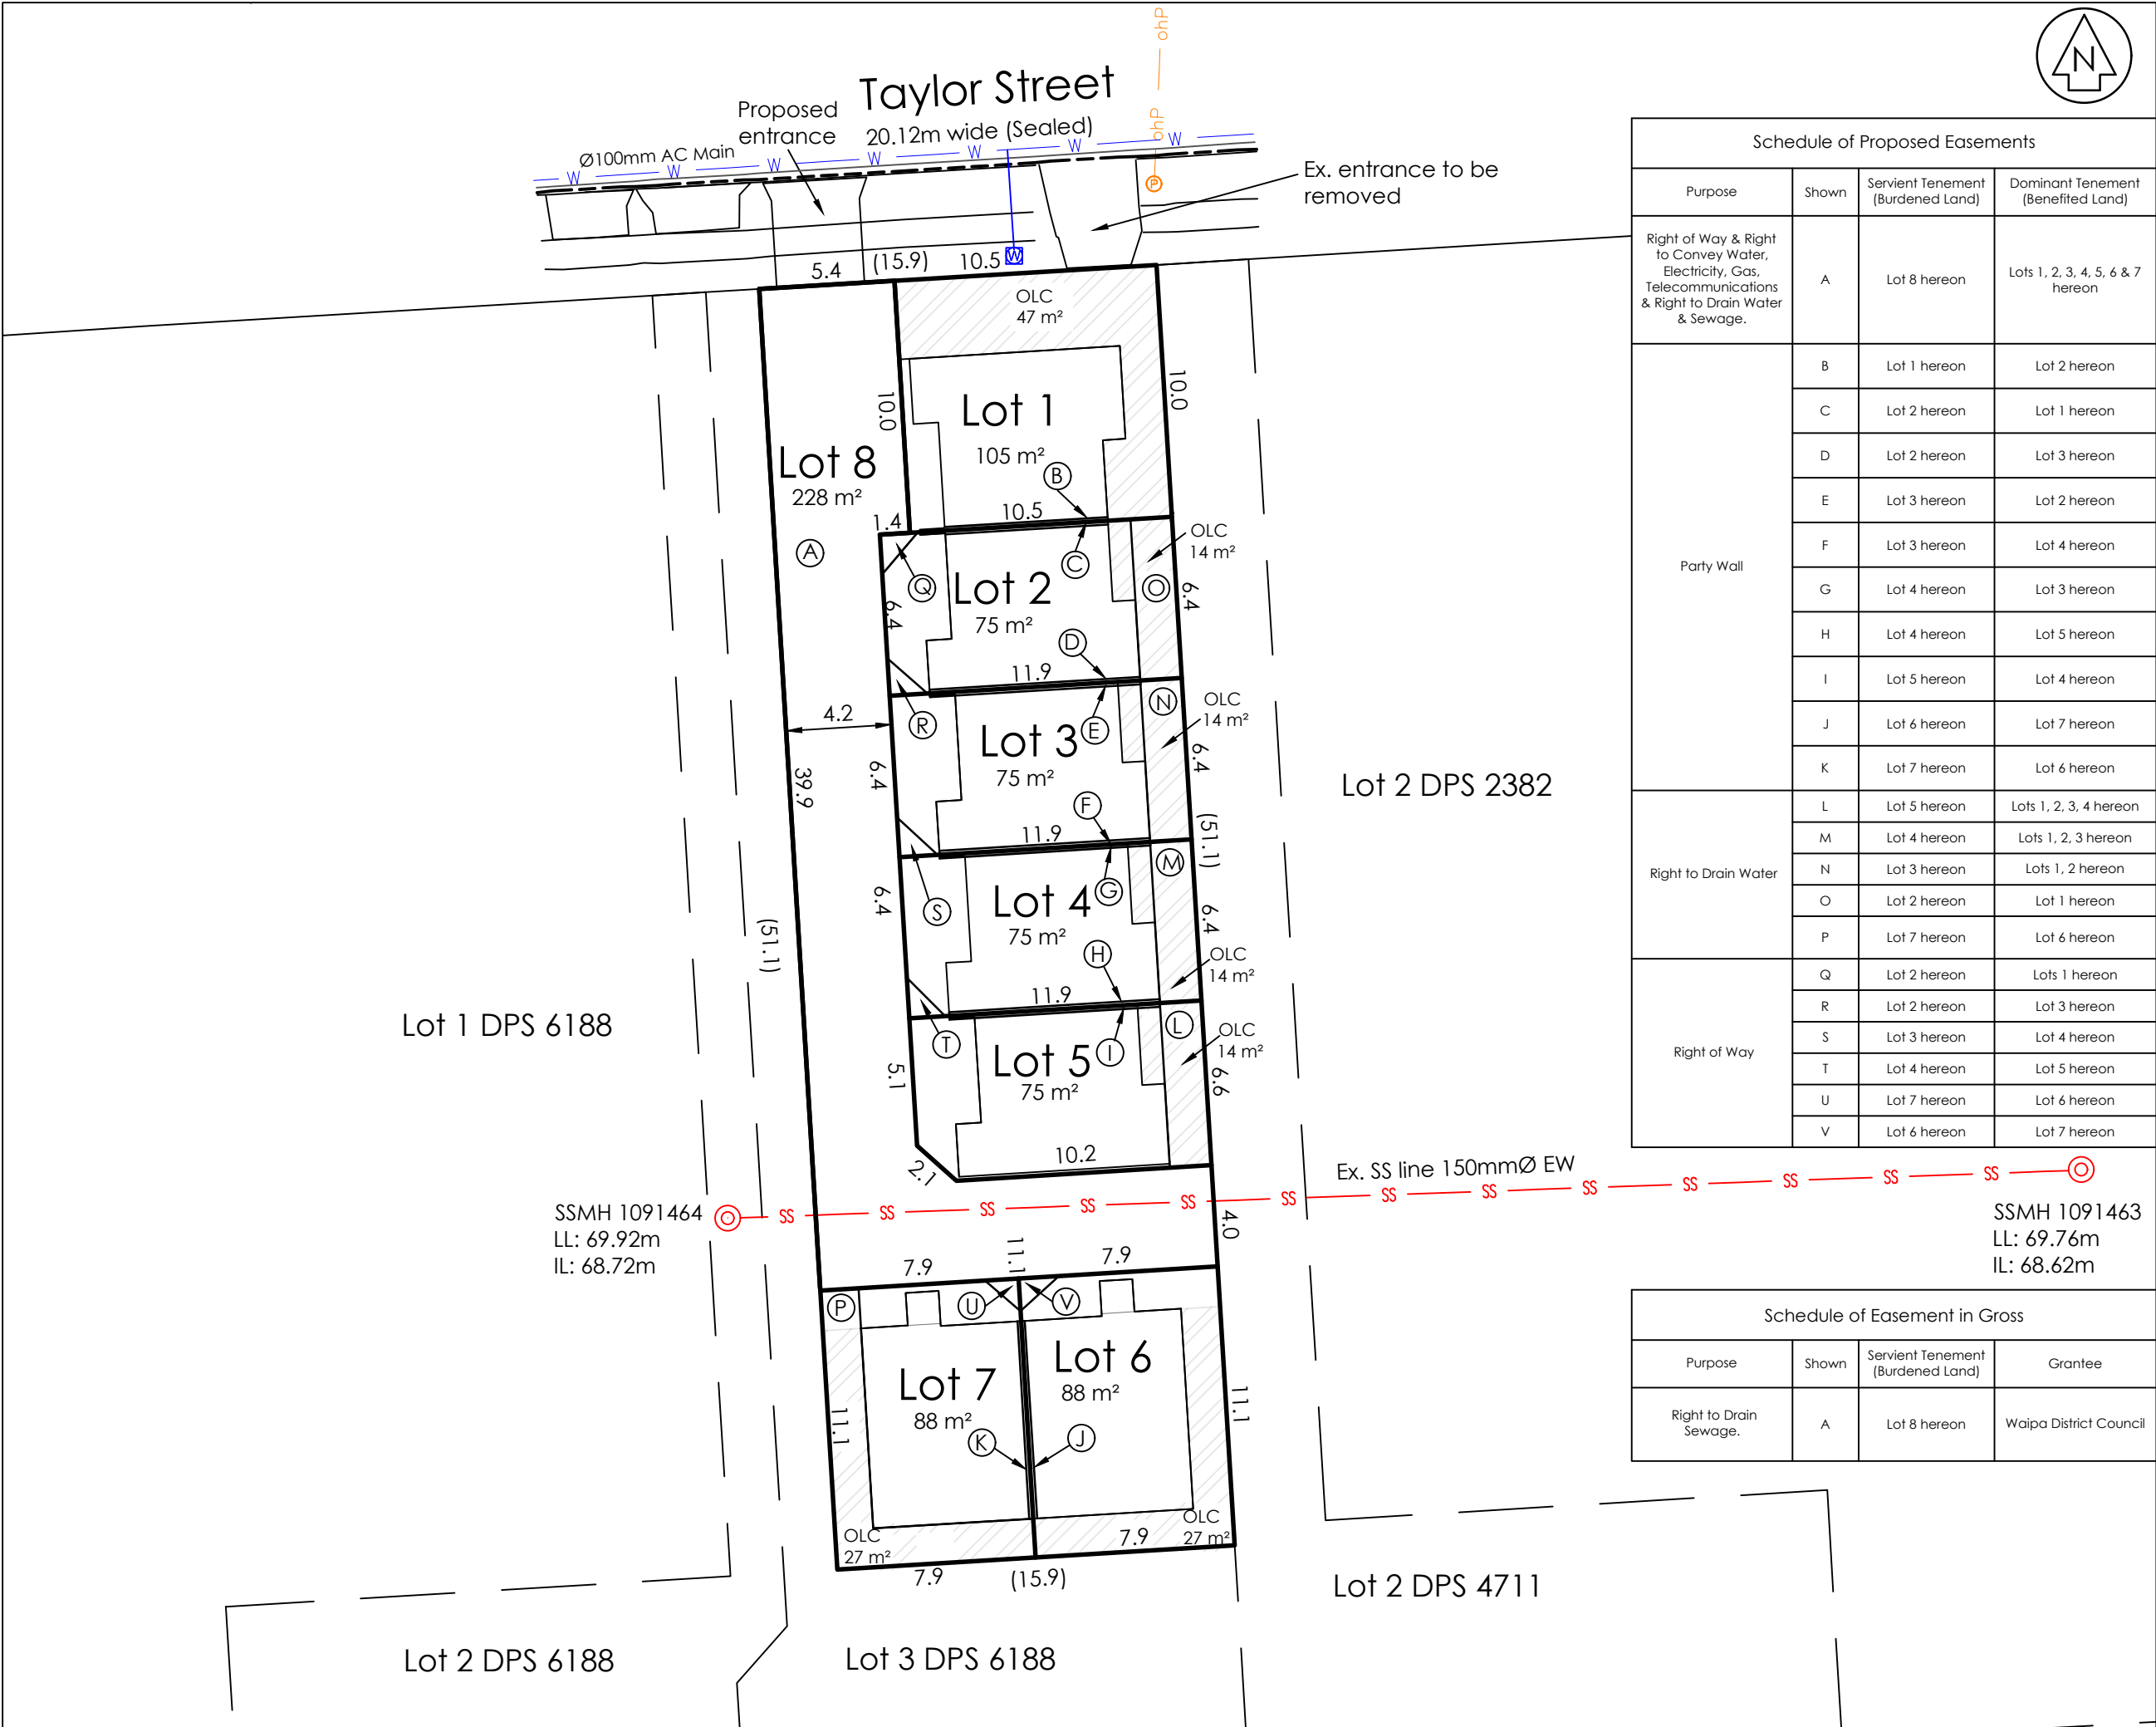 ohP
ohP
N
Taylor Street
20.12m wide (Sealed)
Proposed
entrance
Ø100mm AC Main
W W W W W W W
W
P
Ex. entrance to be
removed
5.4
(15.9)
10.5
OLC
47 m²
10.0
10.0
Lot 1
105 m²
B
Lot 8
228 m²
A
1.4
10.5
OLC
14 m²
C
Q
Lot 2
75 m²
O
6.4
6.4
D
11.9
R
4.2
N
OLC
14 m²
E
Lot 3
75 m²
6.4
6.4
39.9
F
11.9
(51.1)
Lot 2 DPS 2382
M
G
S
Lot 4
75 m²
6.4
6.4
(51.1)
H
OLC
14 m²
11.9
Lot 1 DPS 6188
L
OLC
14 m²
T
I
Lot 5
75 m²
5.1
6.6
10.2
2.1
Ex. SS line 150mmØ EW
SS SS SS SS SS SS SS SS SS SS SS SS SS
SSMH 1091464
LL: 69.92m
IL: 68.72m
SSMH 1091463
LL: 69.76m
IL: 68.62m
4.0
11.1
7.9
7.9
P
U
V
Lot 7
88 m²
Lot 6
88 m²
11.1
11.1
K
J
OLC
27 m²
OLC
27 m²
7.9
7.9
(15.9)
Lot 2 DPS 4711
Lot 2 DPS 6188
Lot 3 DPS 6188
Schedule of Proposed Easements
Purpose Shown Servient Tenement (Burdened Land) Dominant Tenement (Benefited Land)
Right of Way & Right
to Convey Water,
Electricity, Gas,
Telecommunications
& Right to Drain Water
& Sewage.
A Lot 8 hereon Lots 1, 2, 3, 4, 5, 6 & 7 hereon
Party Wall
B Lot 1 hereon Lot 2 hereon
C Lot 2 hereon Lot 1 hereon
D Lot 2 hereon Lot 3 hereon
E Lot 3 hereon Lot 2 hereon
F Lot 3 hereon Lot 4 hereon
G Lot 4 hereon Lot 3 hereon
H Lot 4 hereon Lot 5 hereon
I Lot 5 hereon Lot 4 hereon
J Lot 6 hereon Lot 7 hereon
K Lot 7 hereon Lot 6 hereon
Right to Drain Water
L Lot 5 hereon Lots 1, 2, 3, 4 hereon
M Lot 4 hereon Lots 1, 2, 3 hereon
N Lot 3 hereon Lots 1, 2 hereon
O Lot 2 hereon Lot 1 hereon
P Lot 7 hereon Lot 6 hereon
Right of Way
Q Lot 2 hereon Lots 1 hereon
R Lot 2 hereon Lot 3 hereon
S Lot 3 hereon Lot 4 hereon
T Lot 4 hereon Lot 5 hereon
U Lot 7 hereon Lot 6 hereon
V Lot 6 hereon Lot 7 hereon
Schedule of Easement in Gross
Purpose Shown Servient Tenement (Burdened Land) Grantee
Right to Drain
Sewage.
A Lot 8 hereon Waipa District Council